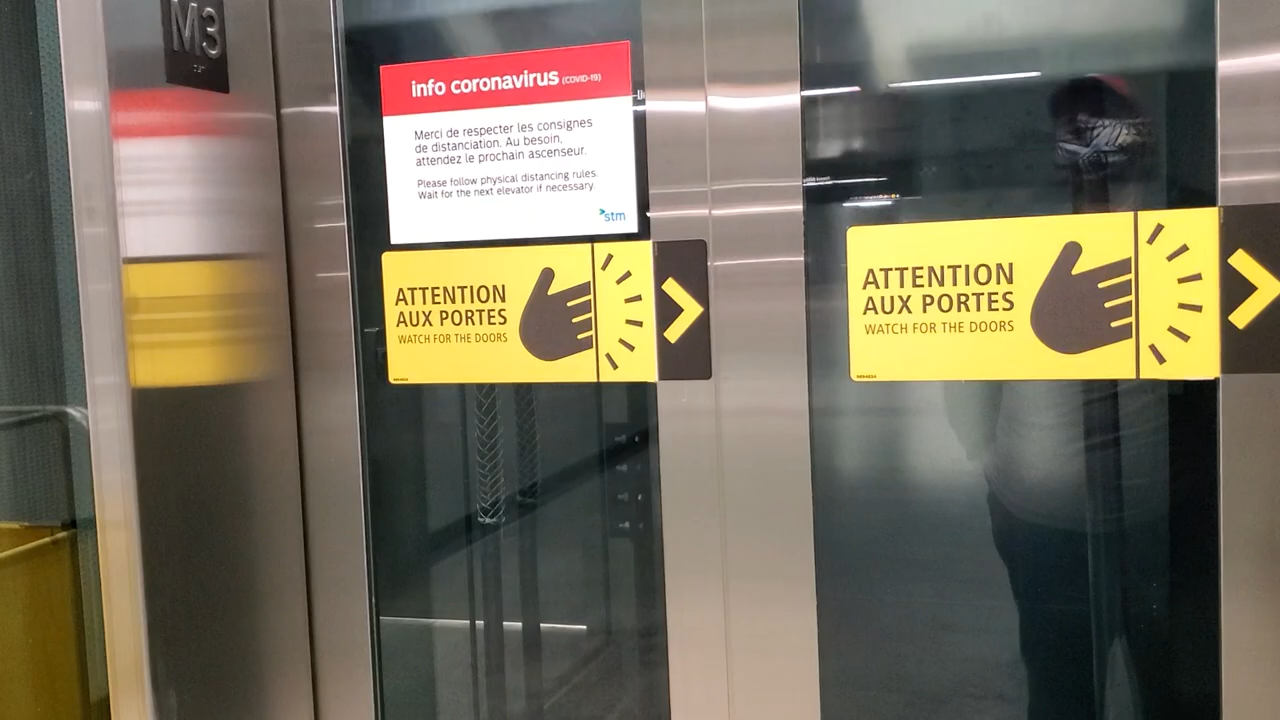 M3
info coronavirus (COVID-19)
Merci de respecter les consignes
de distanciation. Au besoin,
attendez le prochain ascenseur.
Please follow physical distancing rules.
Wait for the next elevator if necessary.
stm
ATTENTION
AUX PORTES
WATCH FOR THE DOORS
ATTENTION
AUX PORTES
WATCH FOR THE DOORS